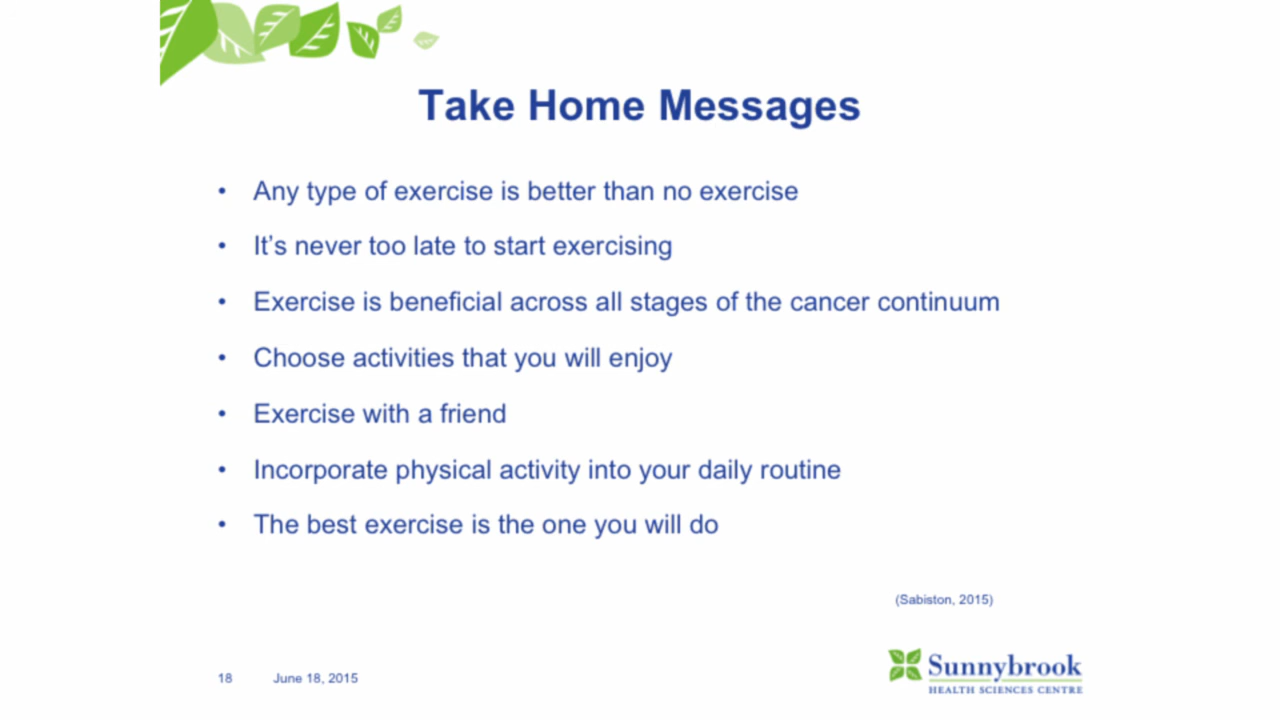 Take Home Messages
• Any type of exercise is better than no exercise
• It’s never too late to start exercising
• Exercise is beneficial across all stages of the cancer continuum
• Choose activities that you will enjoy
• Exercise with a friend
• Incorporate physical activity into your daily routine
• The best exercise is the one you will do
(Sabiston, 2015)
18 June 18, 2015
Sunnybrook
HEALTH SCIENCES CENTRE